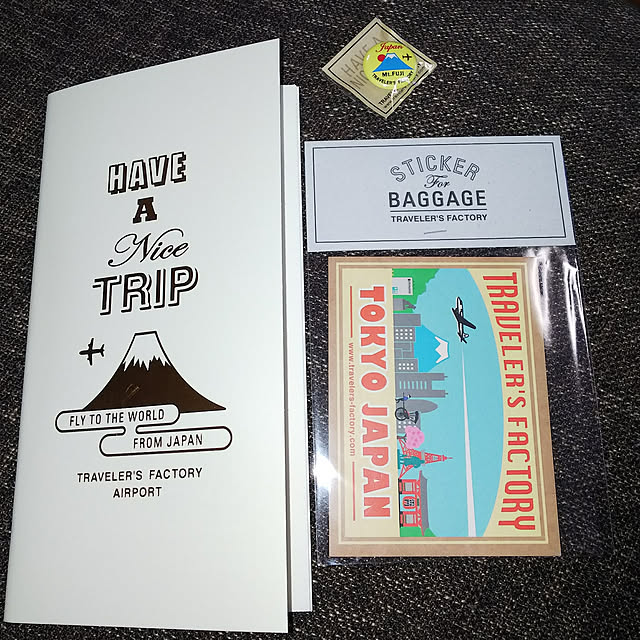 HAVE
A
Nice
TRIP
FLY TO THE WORLD
FROM JAPAN
TRAVELER'S FACTORY
AIRPORT
HAVE A
Japan
Mt.FUJI
TRAVELER'S FACTORY
STICKER
For
BAGGAGE
TRAVELER'S FACTORY
TRAVELER'S FACTORY
TOKYO JAPAN
www.travelers-factory.com